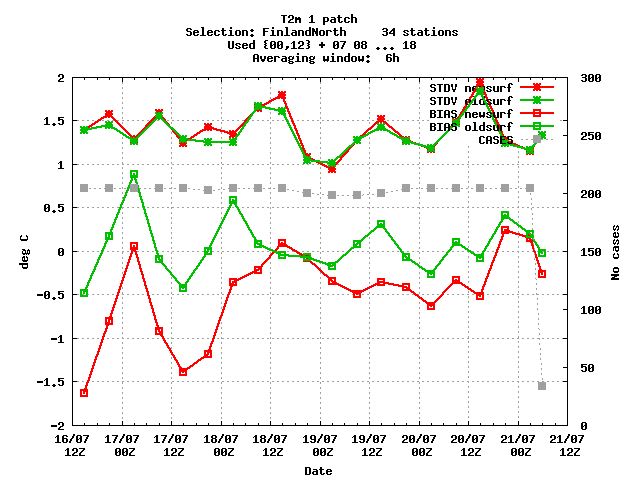 T2m 1 patch
Selection: FinlandNorth 34 stations
Used {00,12} + 07 08 ... 18
Averaging window: 6h
2
1.5
1
0.5
0
-0.5
-1
-1.5
-2
deg C
300
250
200
150
100
50
0
No cases
STDV newsurf
STDV oldsurf
BIAS newsurf
BIAS oldsurf
CASES
16/07 17/07 17/07 18/07 18/07 19/07 19/07 20/07 20/07 21/07 21/07
12Z 00Z 12Z 00Z 12Z 00Z 12Z 00Z 12Z 00Z 12Z
Date